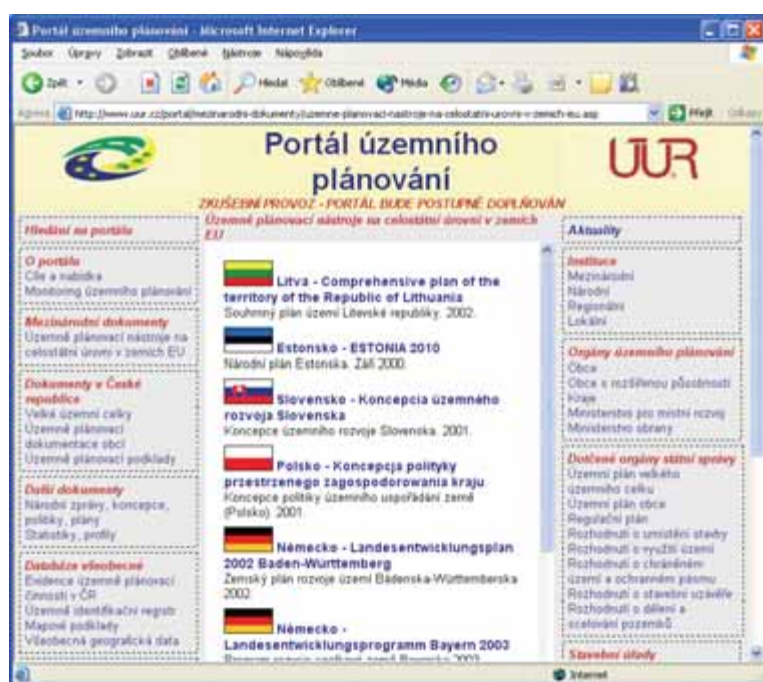 Portál územního plánování - Microsoft Internet Explorer
Soubor Úpravy Zobrazit Oblíbené Nástroje Nápověda
Zpět Hledat Oblíbené Média
http://www.uur.cz/portal/mezinarodni-dokumenty/uzemne-planovaci-nastroje-na-celostatni-urovni-v-zemich-eu.asp Přejít
Portál územního
plánování
ÚÚR
ZKUŠEBNÍ PROVOZ - PORTÁL BUDE POSTUPNĚ DOPLŇOVÁN
Hledání na portálu
O portálu
Cíle a nabídka
Monitoring územního plánování
Mezinárodní dokumenty
Územně plánovací nástroje na
celostátní úrovni v zemích EU
Dokumenty v České
republice
Velké územní celky
Územně plánovací
dokumentace obcí
Územně plánovací podklady
Další dokumenty
Národní zprávy, koncepce,
politiky, plány
Statistiky, profily
Databáze všeobecné
Evidence územně plánovací
činnosti v ČR
Územně identifikační registr
Mapové podklady
Všeobecná geografická data
Územně plánovací nástroje na celostátní úrovni v zemích
EU
Litva - Comprehensive plan of the
territory of the Republic of Lithuania
Souhrnný plán území Litevské republiky. 2002.
Estonsko - ESTONIA 2010
Národní plán Estonska. Září 2000.
Slovensko - Koncepcia územného
rozvoja Slovenska
Koncepce územního rozvoje Slovenska. 2001.
Polsko - Koncepcja polityky
przestrzenego zagospodorowania kraju
Koncepce politiky územního uspořádání země
(Polsko). 2001.
Německo - Landesentwicklungsplan
2002 Baden-Wurttemberg
Zemský plán rozvoje území Bádenska-Württemberska
2002.
Německo -
Landesentwicklungsprogramm Bayern 2003
Aktuality
Instituce
Mezinárodní
Národní
Regionální
Lokální
Orgány územního plánování
Obce
Obce s rozšířenou působností
Kraje
Ministerstvo pro místní rozvoj
Ministerstvo obrany
Dotčené orgány státní správy
Územní plán velkého
územního celku
Územní plán obce
Regulační plán
Rozhodnutí o umístění stavby
Rozhodnutí o využití území
Rozhodnutí o chráněném
území a ochranném pásmu
Rozhodnutí o stavební uzávěře
Rozhodnutí o dělení a
scelování pozemků
Stavební úřady
Internet